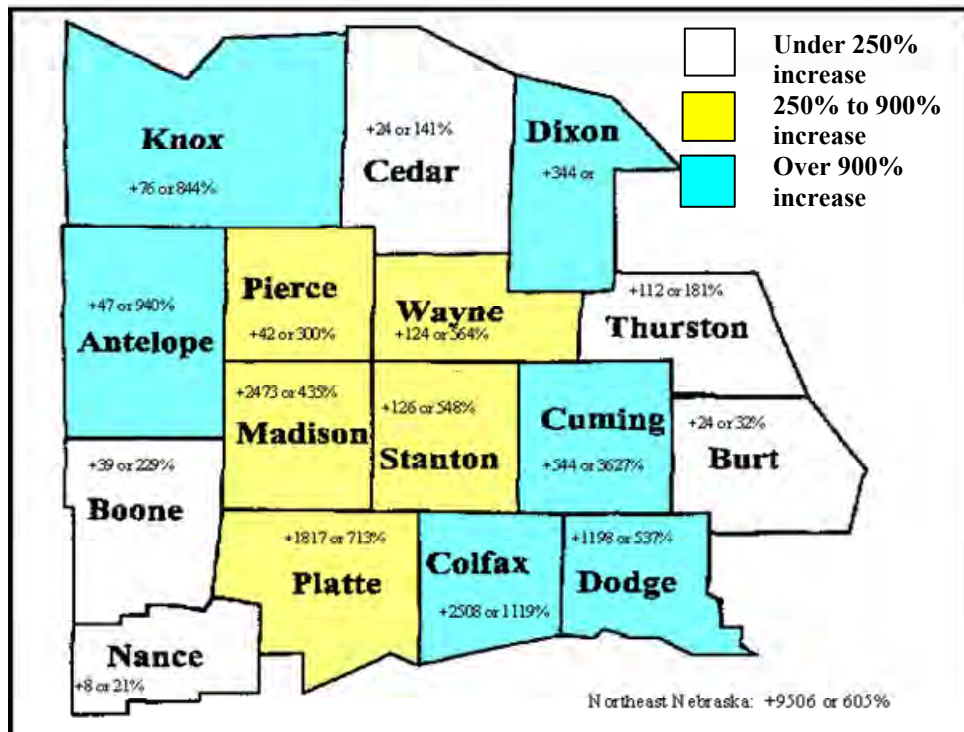 Under 250%
increase
250% to 900%
increase
Over 900%
increase
Knox
+76 or 844%
+24 or 141%
Cedar
Dixon
+344 or
+47 or 940%
Antelope
Pierce
+42 or 300%
Wayne
+124 or 564%
+112 or 181%
Thurston
+2473 or 435%
Madison
+126 or 548%
Stanton
Cuming
+544 or 3627%
+24 or 32%
Burt
+39 or 229%
Boone
+1817 or 713%
Platte
Colfax
+2508 or 1119%
+1198 or 537%
Dodge
Nance
+8 or 21%
Northeast Nebraska: +9506 or 605%